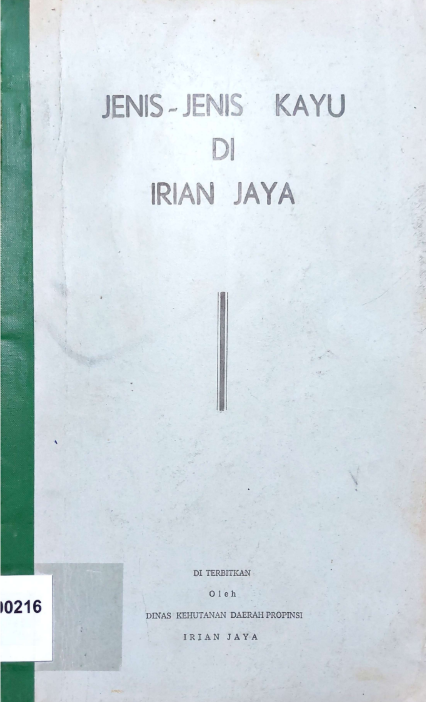 JENIS-JENIS KAYU
DI
IRIAN JAYA
DI TERBITKAN
Oleh
DINAS KEHUTANAN DAERAH PROPINSI
IRIAN JAYA
00216